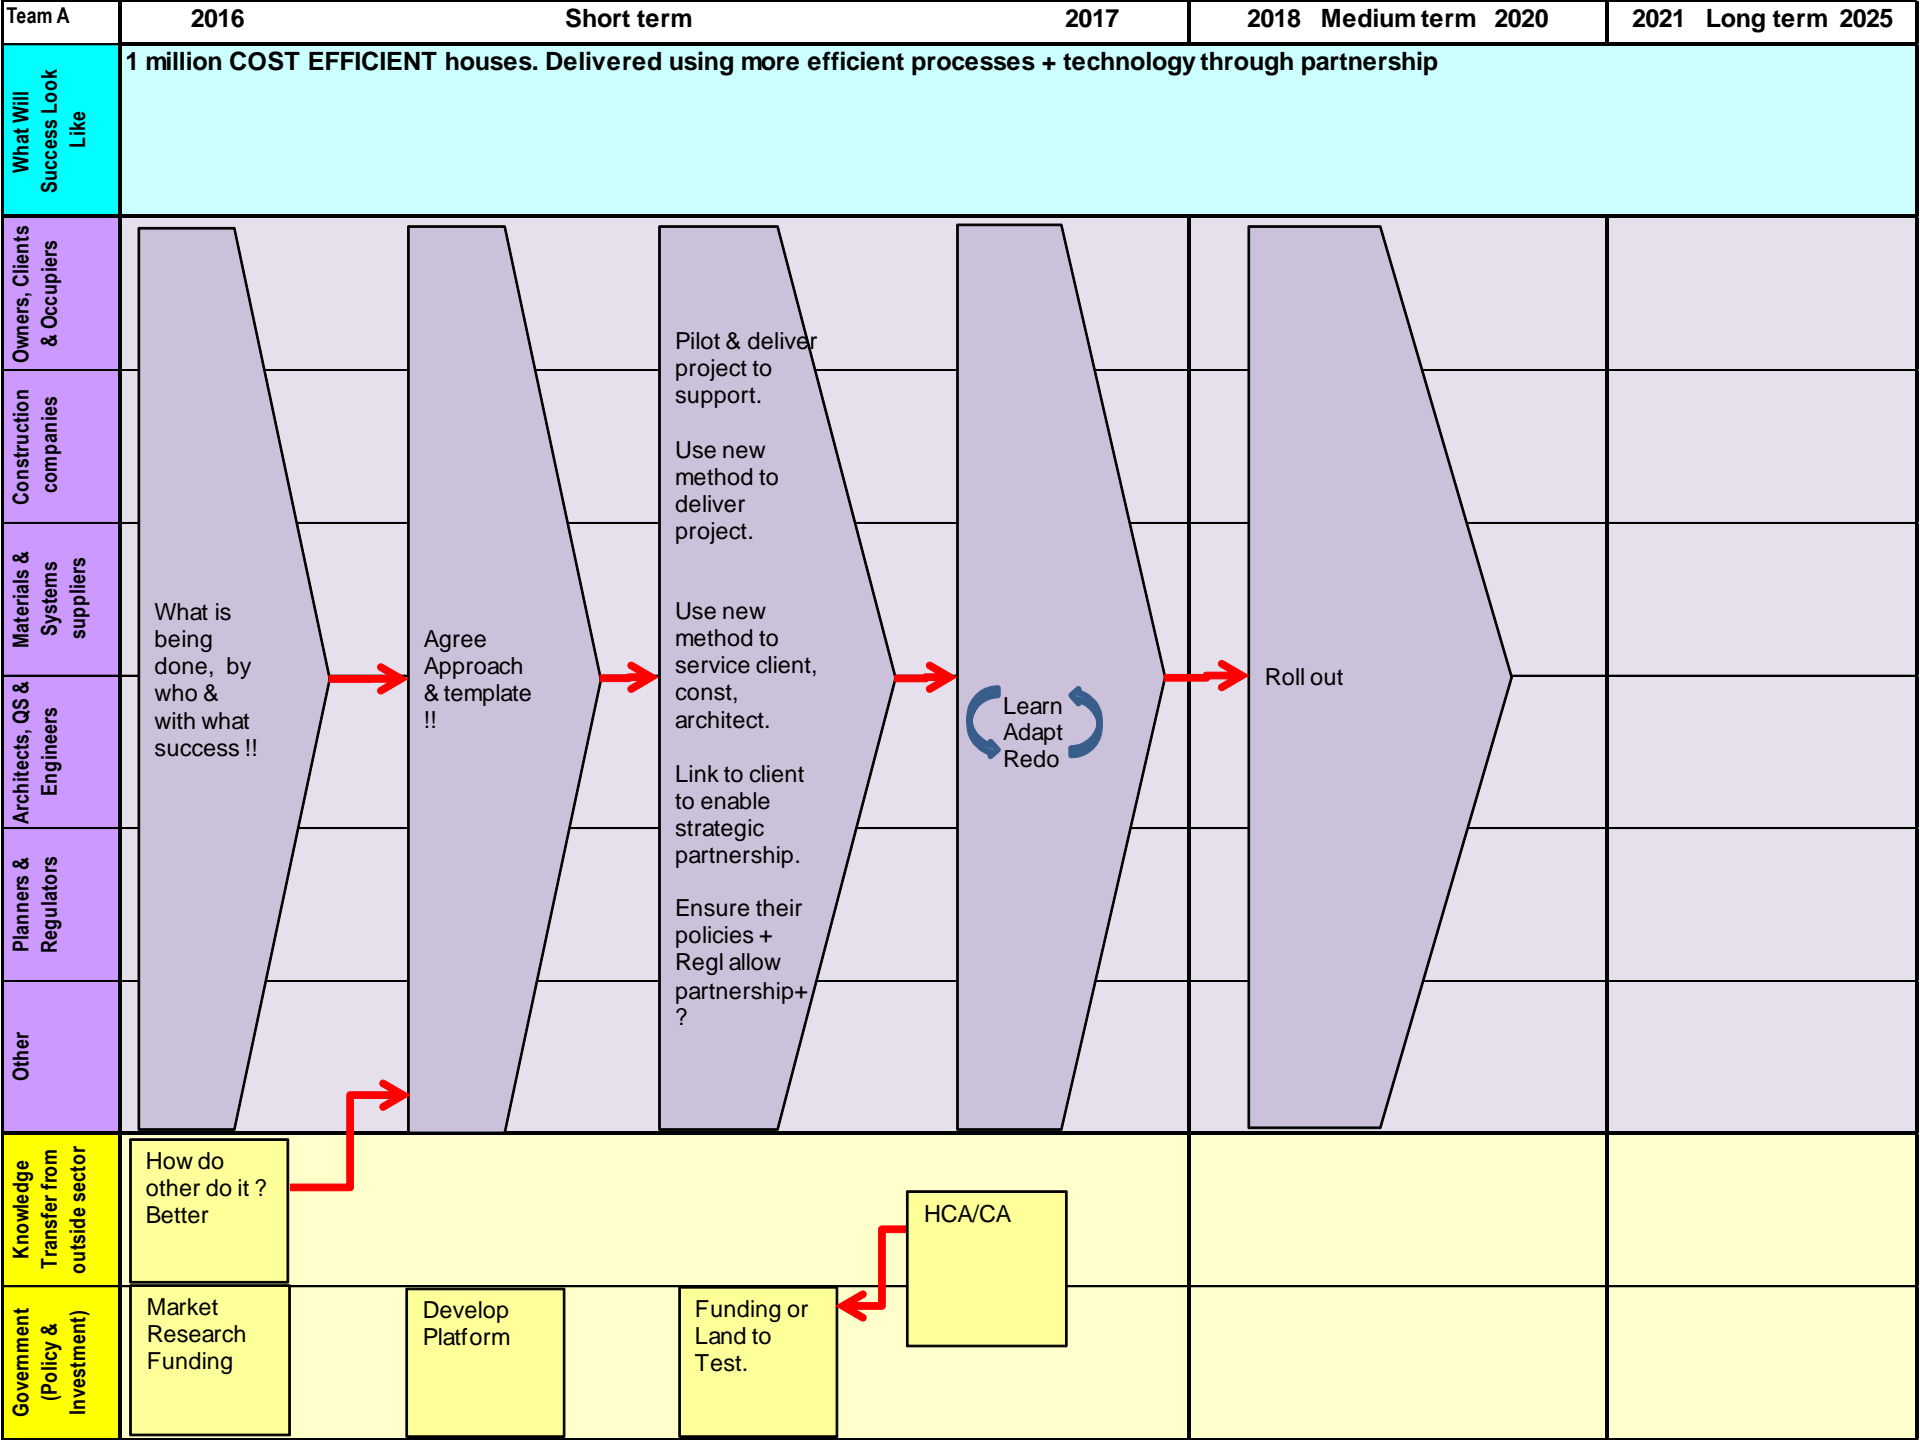 Team A
2016
Short term
2017
2018 Medium term 2020
2021 Long term 2025
What Will
Success Look
Like
1 million COST EFFICIENT houses. Delivered using more efficient processes + technology through partnership
Owners, Clients
& Occupiers
Construction
companies
Materials &
Systems
suppliers
Architects, QS &
Engineers
Planners &
Regulators
Other
What is
being
done, by
who &
with what
success !!
Agree
Approach
& template
!!
Pilot & deliver
project to
support.
Use new
method to
deliver
project.
Use new
method to
service client,
const,
architect.
Link to client
to enable
strategic
partnership.
Ensure their
policies +
Regl allow
partnership+
?
Learn
Adapt
Redo
Roll out
Knowledge
Transfer from
outside sector
How do
other do it ?
Better
HCA/CA
Government
(Policy &
Investment)
Market
Research
Funding
Develop
Platform
Funding or
Land to
Test.